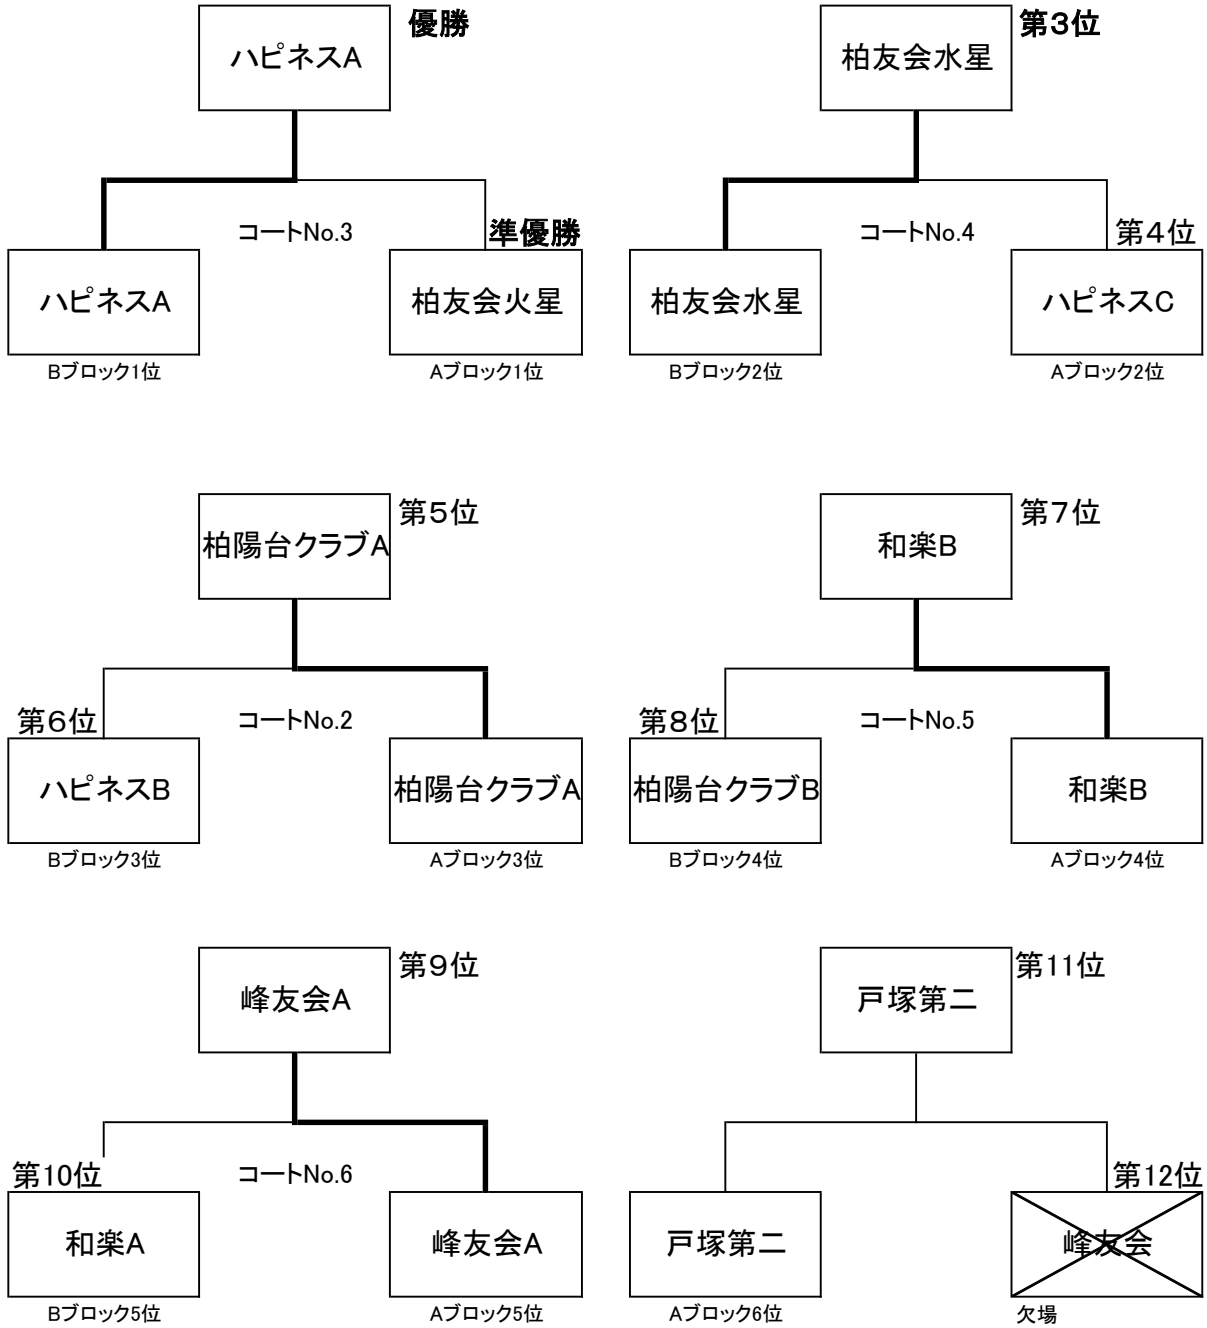 優勝
ハピネスA
コートNo.3
準優勝
ハピネスA
柏友会火星
Bブロック1位
Aブロック1位
第3位
柏友会水星
コートNo.4
第4位
柏友会水星
ハピネスC
Bブロック2位
Aブロック2位
第5位
柏陽台クラブA
第6位
コートNo.2
ハピネスB
柏陽台クラブA
Bブロック3位
Aブロック3位
第7位
和楽B
第8位
コートNo.5
柏陽台クラブB
和楽B
Bブロック4位
Aブロック4位
第9位
峰友会A
第10位
コートNo.6
和楽A
峰友会A
Bブロック5位
Aブロック5位
第11位
戸塚第二
第12位
戸塚第二
峰友会
Aブロック6位
欠場